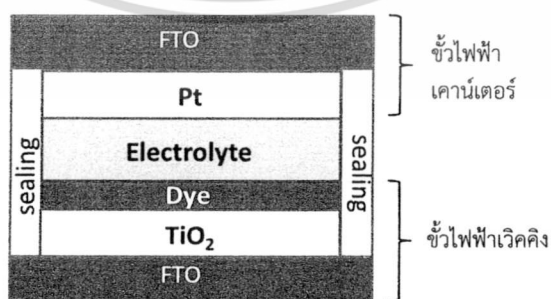 FTO
Pt
Electrolyte
Dye
TiO₂
FTO
sealing
sealing
ขั้วไฟฟ้า
เคาน์เตอร์
ขั้วไฟฟ้าเวิคคิง